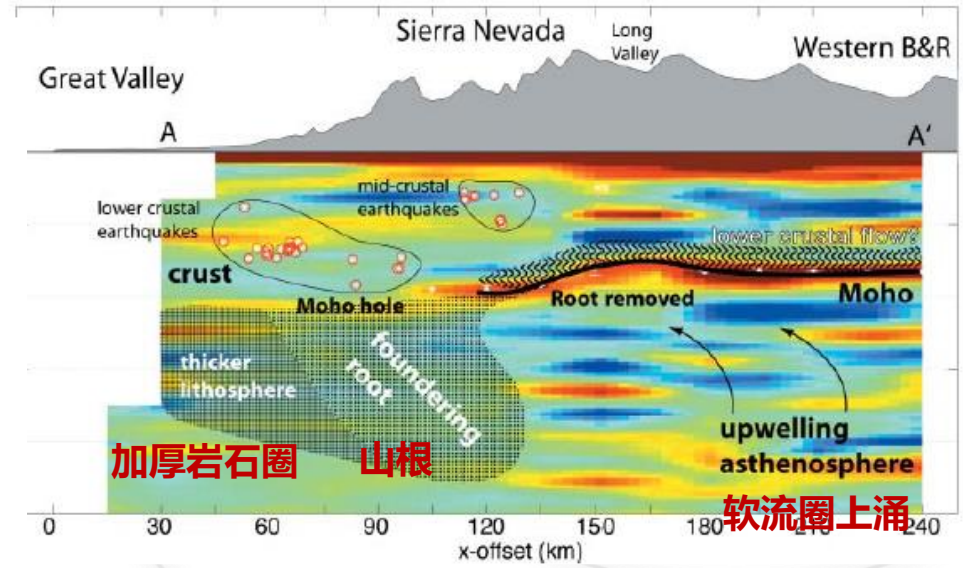 Sierra Nevada
Long
Valley
Western B&R
Great Valley
A
A'
mid-crustal
earthquakes
lower crustal
earthquakes
lower crustal flow?
crust
Moho hole
Root removed
Moho
thicker
lithosphere
foundering
root
upwelling
asthenosphere
加厚岩石圈
山根
软流圈上涌
0 30 60 90 120 150 180 210 240
x-offset (km)